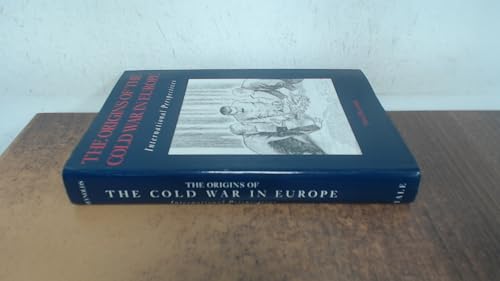 THE ORIGINS OF THE
COLD WAR IN EUROPE
International Perspectives
THE ORIGINS OF
THE COLD WAR IN EUROPE
YALE